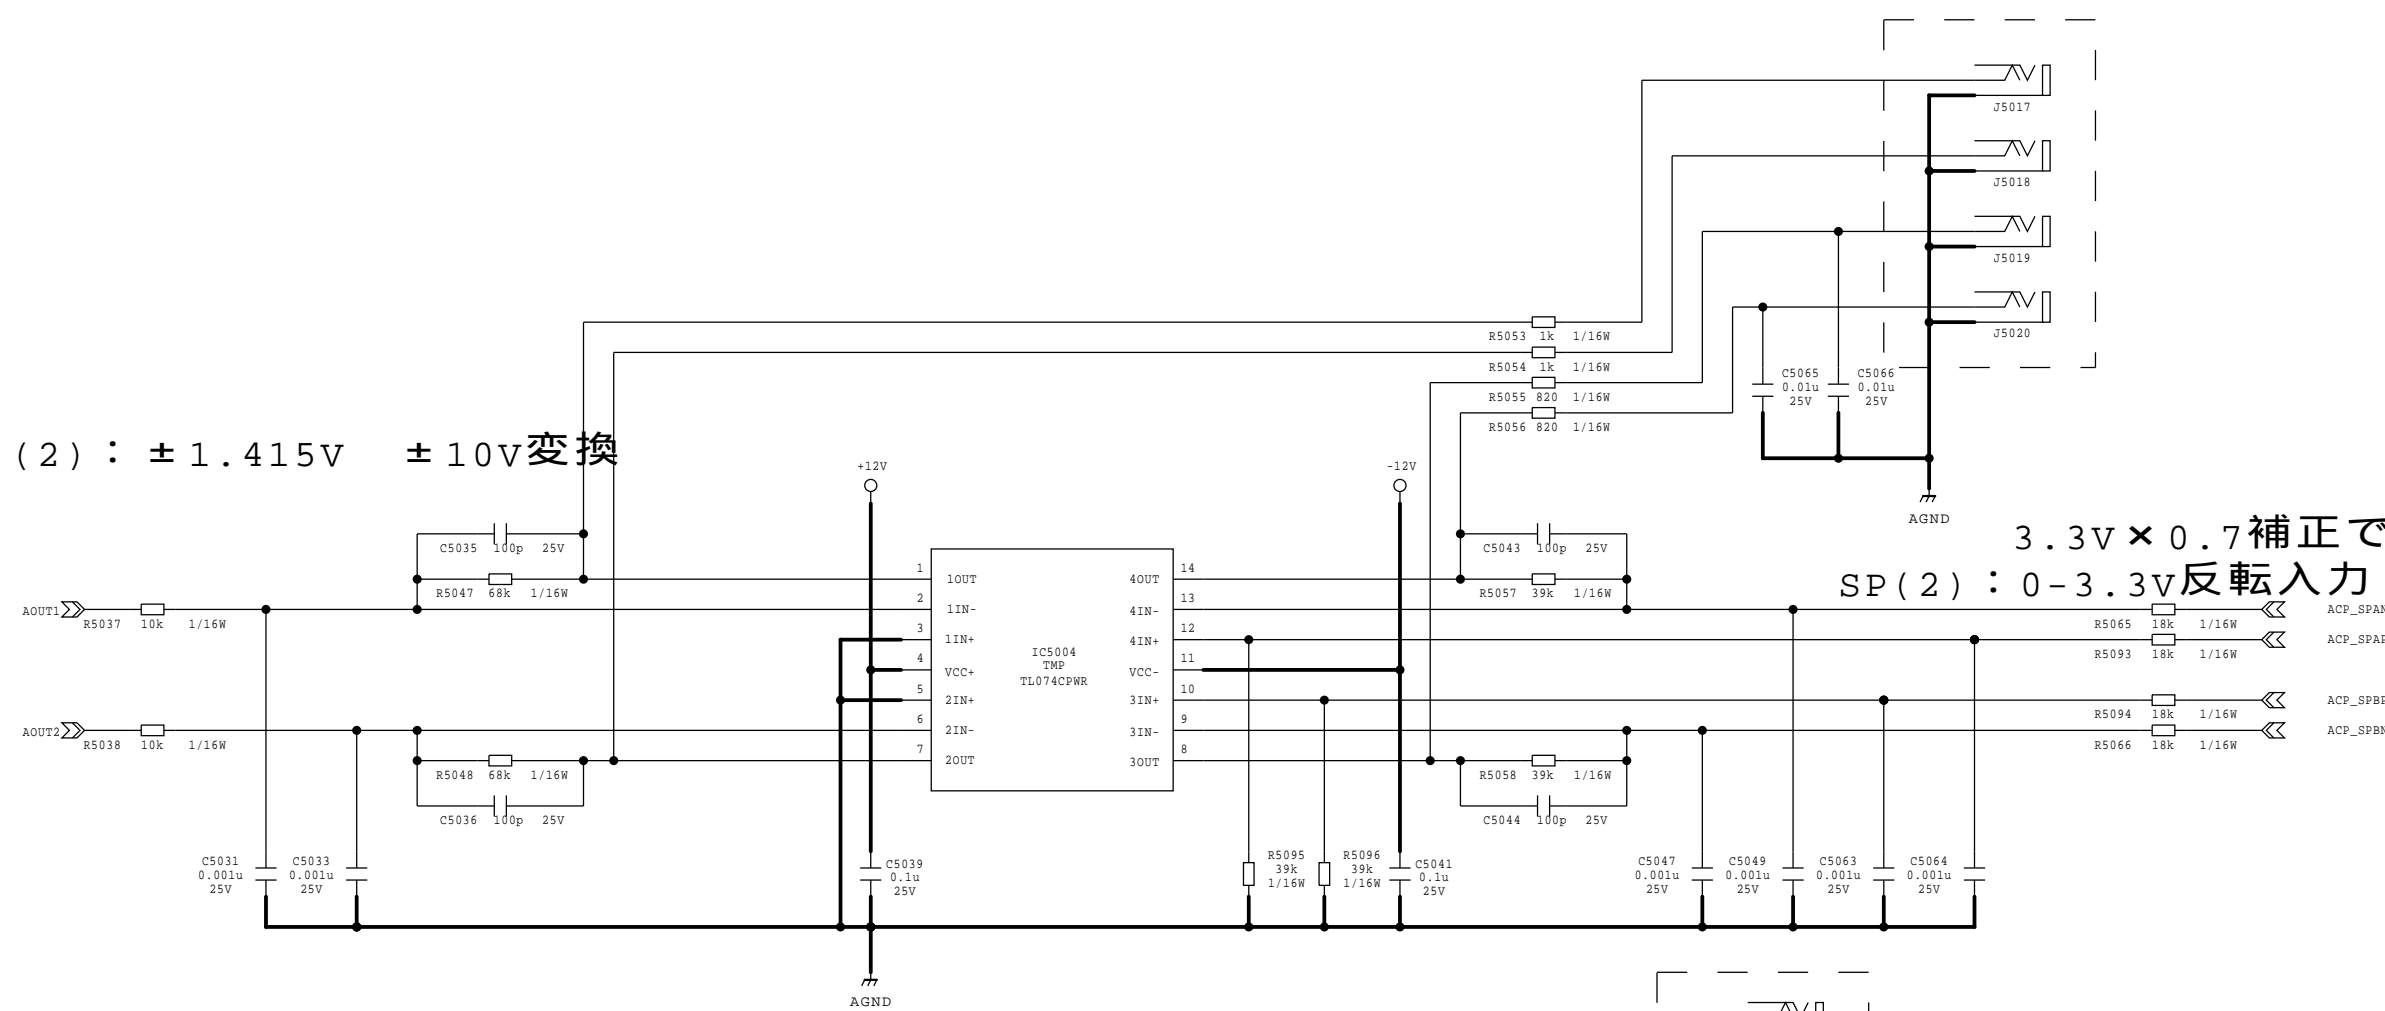 J5017
J5018
J5019
J5020
R5053 1k 1/16W
R5054 1k 1/16W
R5055 820 1/16W
R5056 820 1/16W
C5065
0.01u
25V
C5066
0.01u
25V
AGND
(2)：±1.415V ±10V変換
+12V
-12V
3.3V×0.7補正で
SP(2)：0-3.3V反転入力
C5035 100p 25V
R5047 68k 1/16W
AOUT1
R5037 10k 1/16W
AOUT2
R5038 10k 1/16W
R5048 68k 1/16W
C5036 100p 25V
1 1OUT
2 1IN-
3 1IN+
4 VCC+
5 2IN+
6 2IN-
7 2OUT
IC5004
TMP
TL074CPWR
14 4OUT
13 4IN-
12 4IN+
11 VCC-
10 3IN+
9 3IN-
8 3OUT
C5043 100p 25V
R5057 39k 1/16W
R5058 39k 1/16W
C5044 100p 25V
R5065 18k 1/16W
ACP_SPAN
R5093 18k 1/16W
ACP_SPAP
R5094 18k 1/16W
ACP_SPBP
R5066 18k 1/16W
ACP_SPBN
C5031
0.001u
25V
C5033
0.001u
25V
C5039
0.1u
25V
R5095
39k
1/16W
R5096
39k
1/16W
C5041
0.1u
25V
C5047
0.001u
25V
C5049
0.001u
25V
C5063
0.001u
25V
C5064
0.001u
25V
AGND